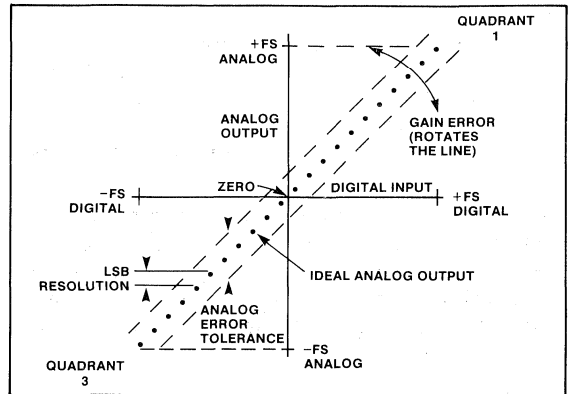 QUADRANT
1
+FS
ANALOG
ANALOG
OUTPUT
GAIN ERROR
(ROTATES
THE LINE)
ZERO
DIGITAL INPUT
−FS
DIGITAL
+FS
DIGITAL
LSB
RESOLUTION
IDEAL ANALOG OUTPUT
ANALOG
ERROR
TOLERANCE
−FS
ANALOG
QUADRANT
3